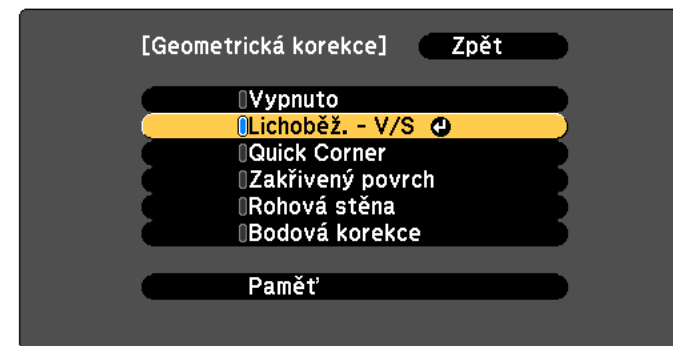 [Geometrická korekce] Zpět
Vypnuto
Lichoběž. - V/S
Quick Corner
Zakřivený povrch
Rohová stěna
Bodová korekce
Paměť